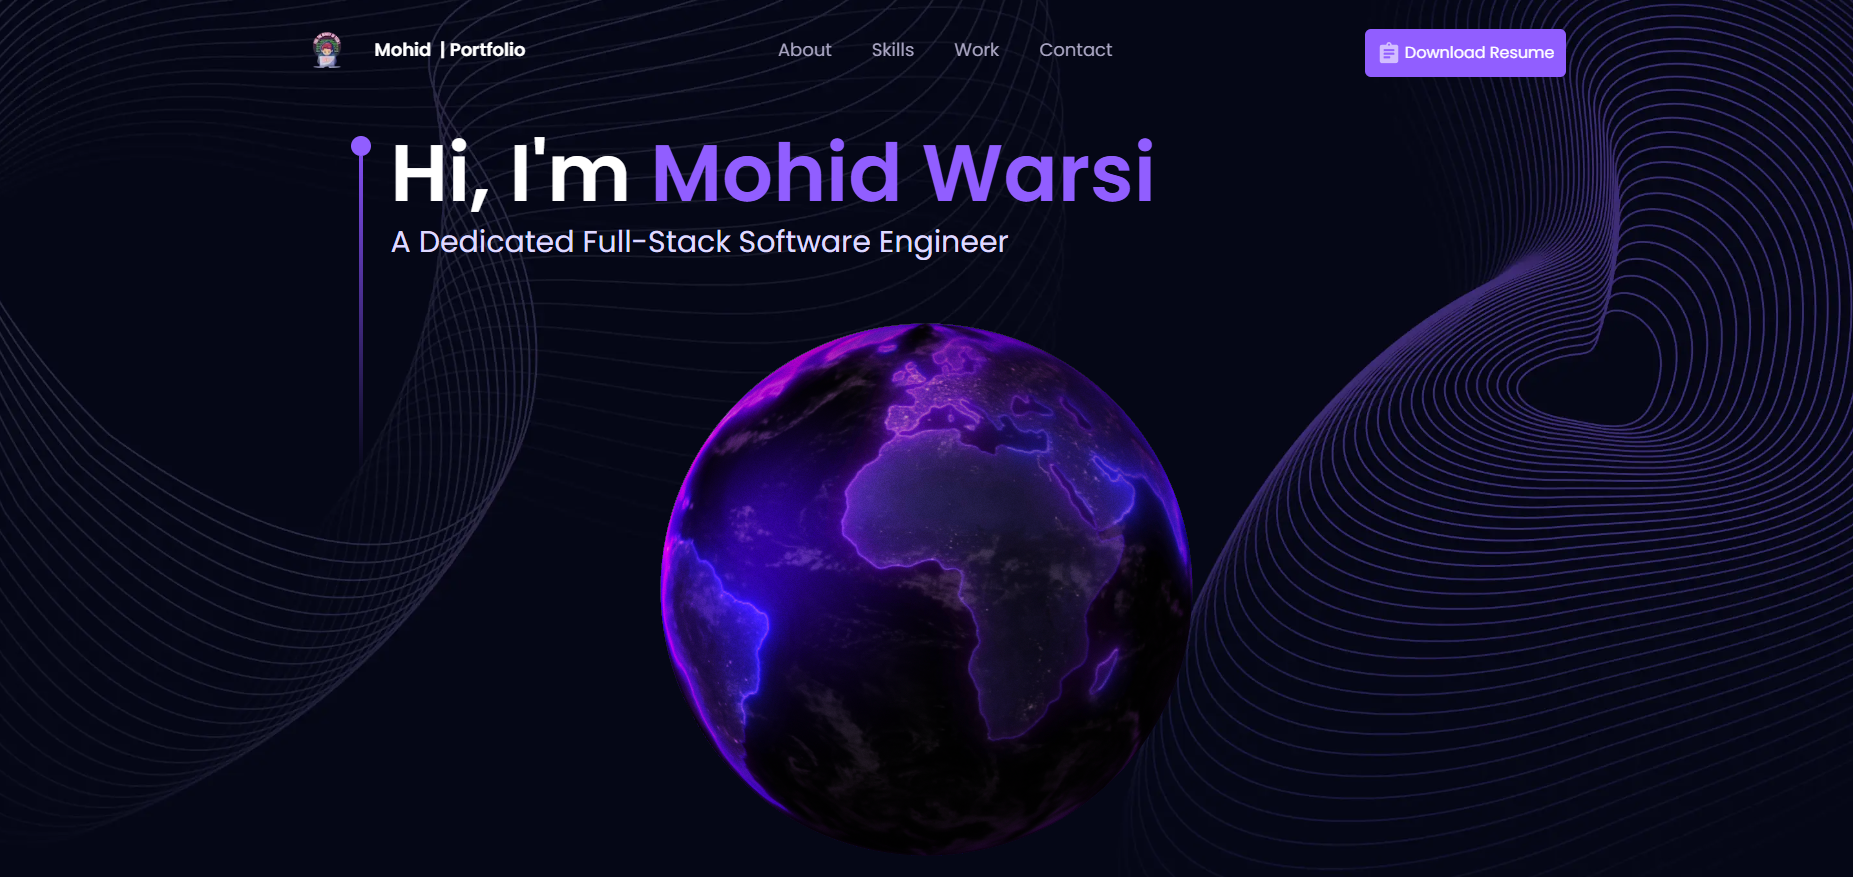 Mohid | Portfolio
About Skills Work Contact
Download Resume
Hi, I'm Mohid Warsi
A Dedicated Full-Stack Software Engineer